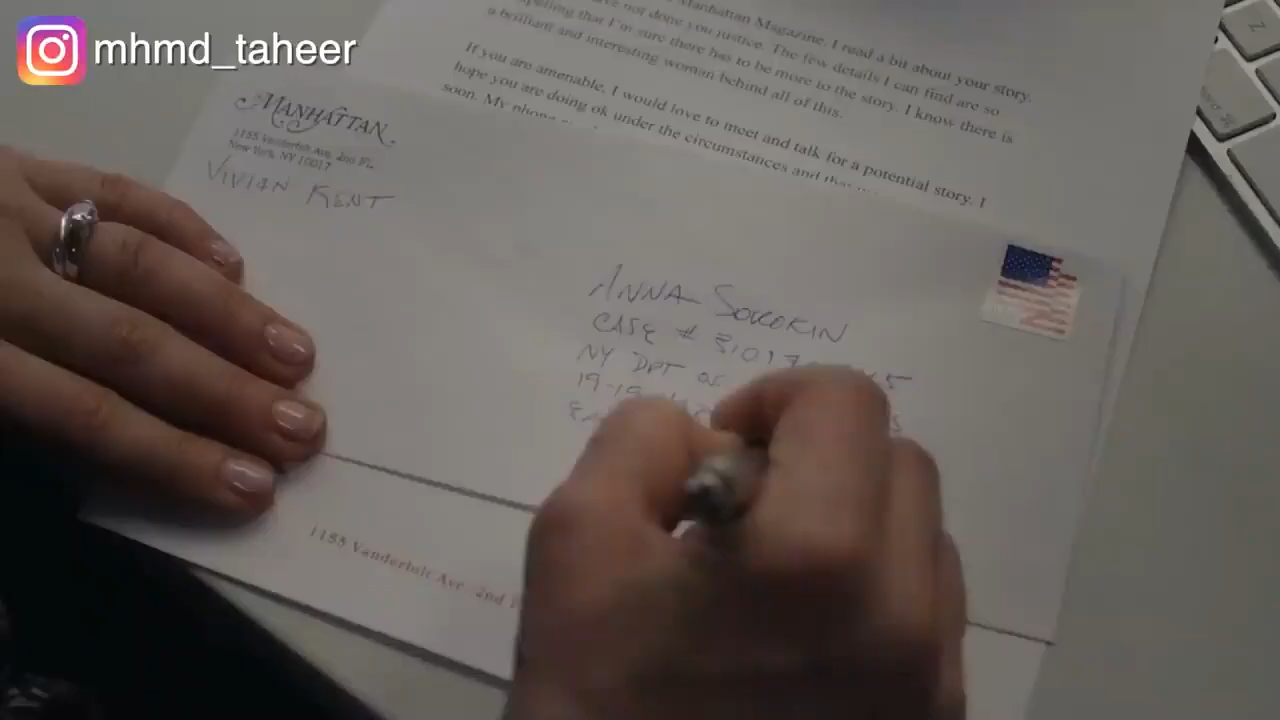 mhmd_taheer
Manhattan Magazine. I read a bit about your story.
not done you justice. The few details I can find are so
spelling that I'm sure there has to be more to the story. I know there is
a brilliant and interesting woman behind all of this.
If you are amenable, I would love to meet and talk for a potential story. I
hope you are doing ok under the circumstances and that
soon. My phone
MANHATTAN
1155 Vanderbilt Ave, 2nd FL.
New York, NY 10017
VIVIAN KENT
ANNA SOROKIN
CASE # 31017
NY DPT OF
19-19
1155 Vanderbilt Ave 2nd